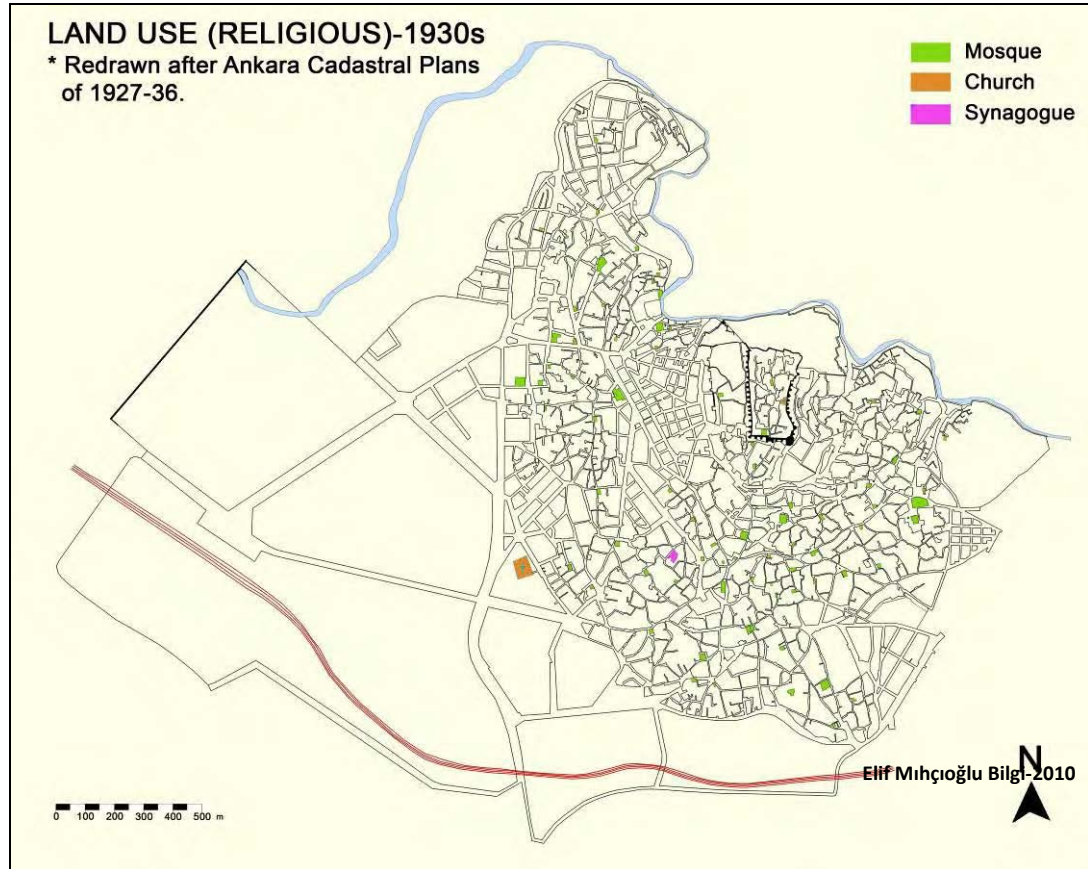 LAND USE (RELIGIOUS)-1930s
* Redrawn after Ankara Cadastral Plans
of 1927-36.
Mosque
Church
Synagogue
N
Elif Mıhçıoğlu Bilgi-2010
0 100 200 300 400 500 m